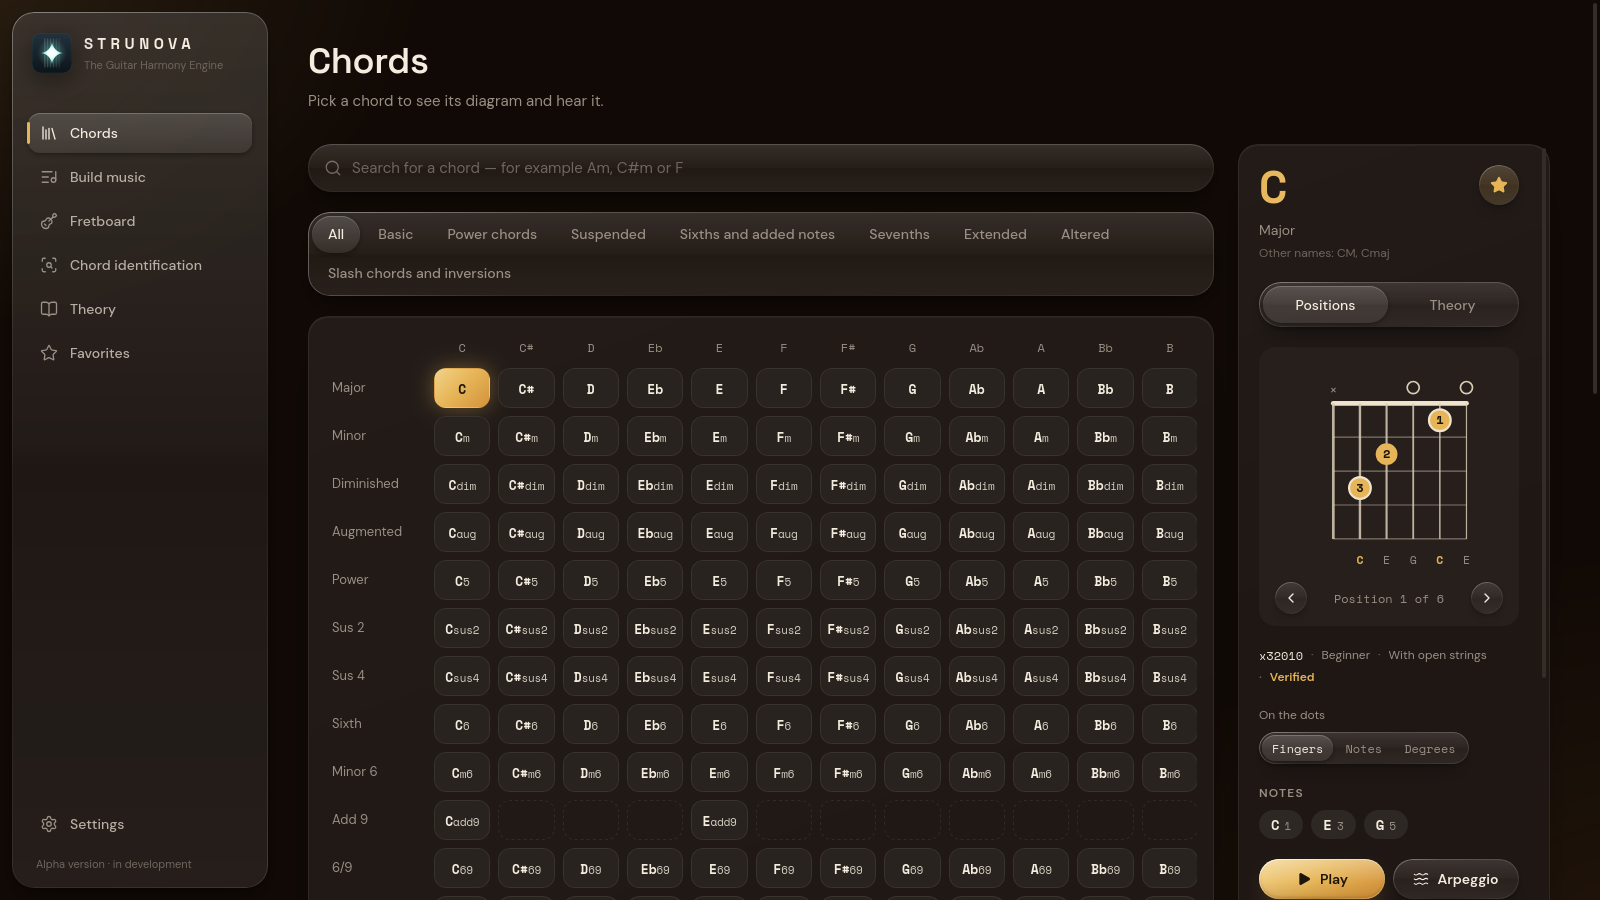 STRUNOVA
The Guitar Harmony Engine
Chords
Build music
Fretboard
Chord identification
Theory
Favorites
Settings
Alpha version · in development
Chords
Pick a chord to see its diagram and hear it.
Search for a chord — for example Am, C#m or F
All Basic Power chords Suspended Sixths and added notes Sevenths Extended Altered
Slash chords and inversions
C C# D Eb E F F# G Ab A Bb B
Major C C# D Eb E F F# G Ab A Bb B
Minor Cm C#m Dm Ebm Em Fm F#m Gm Abm Am Bbm Bm
Diminished Cdim C#dim Ddim Ebdim Edim Fdim F#dim Gdim Abdim Adim Bbdim Bdim
Augmented Caug C#aug Daug Ebaug Eaug Faug F#aug Gaug Abaug Aaug Bbaug Baug
Power C5 C#5 D5 Eb5 E5 F5 F#5 G5 Ab5 A5 Bb5 B5
Sus 2 Csus2 C#sus2 Dsus2 Ebsus2 Esus2 Fsus2 F#sus2 Gsus2 Absus2 Asus2 Bbsus2 Bsus2
Sus 4 Csus4 C#sus4 Dsus4 Ebsus4 Esus4 Fsus4 F#sus4 Gsus4 Absus4 Asus4 Bbsus4 Bsus4
Sixth C6 C#6 D6 Eb6 E6 F6 F#6 G6 Ab6 A6 Bb6 B6
Minor 6 Cm6 C#m6 Dm6 Ebm6 Em6 Fm6 F#m6 Gm6 Abm6 Am6 Bbm6 Bm6
Add 9 Cadd9 Eadd9
6/9 C69 C#69 D69 Eb69 E69 F69 F#69 G69 Ab69 A69 Bb69 B69
C
Major
Other names: CM, Cmaj
Positions Theory
×
1
2
3
C E G C E
Position 1 of 6
x32010 · Beginner · With open strings
· Verified
On the dots
Fingers Notes Degrees
NOTES
C 1 E 3 G 5
Play Arpeggio